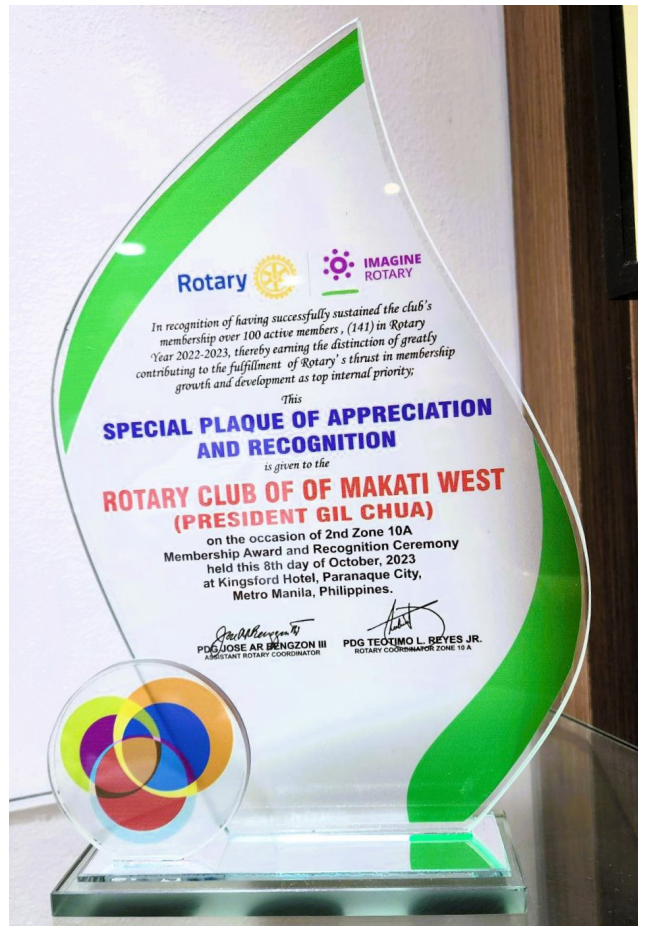 Rotary
IMAGINE
ROTARY
In recognition of having successfully sustained the club's
membership over 100 active members , (141) in Rotary
Year 2022-2023, thereby earning the distinction of greatly
contributing to the fulfillment of Rotary' s thrust in membership
growth and development as top internal priority;
This
SPECIAL PLAQUE OF APPRECIATION
AND RECOGNITION
is given to the
ROTARY CLUB OF OF MAKATI WEST
(PRESIDENT GIL CHUA)
on the occasion of 2nd Zone 10A
Membership Award and Recognition Ceremony
held this 8th day of October, 2023
at Kingsford Hotel, Paranaque City,
Metro Manila, Philippines.
PDG JOSE AR BENGZON III
ASSISTANT ROTARY COORDINATOR
PDG TEOTIMO L. REYES JR.
ROTARY COORDINATOR ZONE 10 A